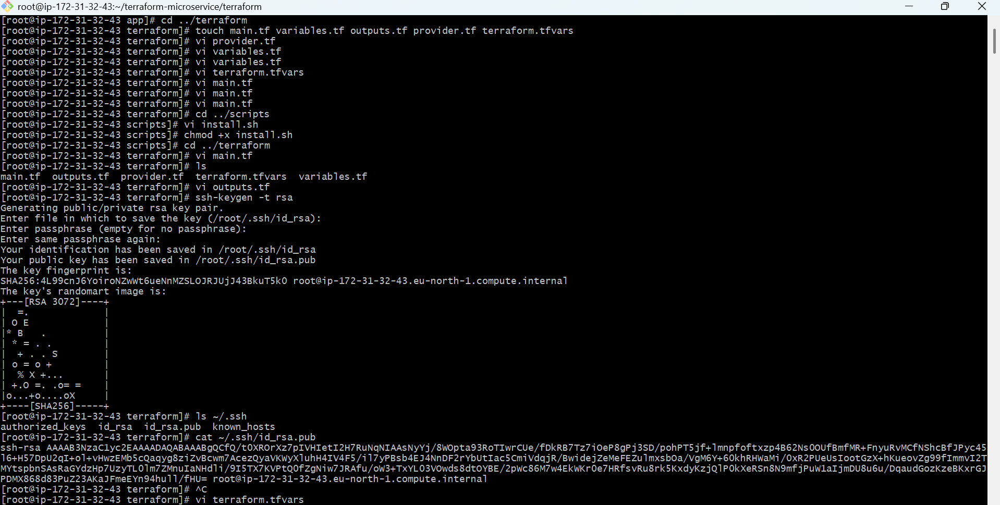 root@ip-172-31-32-43:~/terraform-microservice/terraform
[root@ip-172-31-32-43 app]# cd ../terraform
[root@ip-172-31-32-43 terraform]# touch main.tf variables.tf outputs.tf provider.tf terraform.tfvars
[root@ip-172-31-32-43 terraform]# vi provider.tf
[root@ip-172-31-32-43 terraform]# vi variables.tf
[root@ip-172-31-32-43 terraform]# vi variables.tf
[root@ip-172-31-32-43 terraform]# vi terraform.tfvars
[root@ip-172-31-32-43 terraform]# vi main.tf
[root@ip-172-31-32-43 terraform]# vi main.tf
[root@ip-172-31-32-43 terraform]# vi main.tf
[root@ip-172-31-32-43 terraform]# cd ../scripts
[root@ip-172-31-32-43 scripts]# vi install.sh
[root@ip-172-31-32-43 scripts]# chmod +x install.sh
[root@ip-172-31-32-43 scripts]# cd ../terraform
[root@ip-172-31-32-43 terraform]# vi main.tf
[root@ip-172-31-32-43 terraform]# ls
main.tf  outputs.tf  provider.tf  terraform.tfvars  variables.tf
[root@ip-172-31-32-43 terraform]# vi outputs.tf
[root@ip-172-31-32-43 terraform]# ssh-keygen -t rsa
Generating public/private rsa key pair.
Enter file in which to save the key (/root/.ssh/id_rsa):
Enter passphrase (empty for no passphrase):
Enter same passphrase again:
Your identification has been saved in /root/.ssh/id_rsa
Your public key has been saved in /root/.ssh/id_rsa.pub
The key fingerprint is:
SHA256:4L99cnJ6YoiroNZwWt6ueNnMZSLOJRJUjJ43BkuT5k0 root@ip-172-31-32-43.eu-north-1.compute.internal
The key's randomart image is:
+---[RSA 3072]----+
|  =.             |
| O E             |
|* B   .          |
| * = . .         |
|  + . . S        |
| o = o +         |
|  % X +...       |
| +.O =. .o= =    |
|o...+o....oX     |
+----[SHA256]-----+
[root@ip-172-31-32-43 terraform]# ls ~/.ssh
authorized_keys  id_rsa  id_rsa.pub  known_hosts
[root@ip-172-31-32-43 terraform]# cat ~/.ssh/id_rsa.pub
ssh-rsa AAAAB3NzaC1yc2EAAAADAQABAAABgQCfQ/tOXROrXz7pIVHIetI2H7RuNqNIAAsNyYj/8WOpta93RoTIwrCUe/fDkRB7Tz7iOeP8gPj3SD/pohPT5jf+lmnpfoftxzp4B62NsOOUfBmfMR+FnyuRvMCfNShcBfJPyc45
l6+H57DpU2qI+ol+vHwzEMb5cQaqyg8ziZvBcwm7AcezQyaVKWyXluhH4IV4F5/il7yPBsb4EJ4NnDF2rYbUtIac5CmiVdqjR/BwidejZeMeFEZulmxsbOa/VgM6Y+6OkhRHWaMi/OxR2PUeUsIootGzX+hKueovZg99fImmvI2T
MYtspbnSAsRaGYdzHp7UzyTLOlm7ZMnuIaNHdli/9I5TX7KVPtQOfZgNiw7JRAfu/oW3+TxYLO3VOwds8dtOYBE/2pWc86M7w4EkWKrOe7HRfsvRu8rk5KxdyKzjQlPOkXeRSn8N9mfjPuW1aIjmDU8u6u/DqaudGozKzeBKxrGJ
PDMX868d83PuZ23AKaJFmeEYn94hull/fHU= root@ip-172-31-32-43.eu-north-1.compute.internal
[root@ip-172-31-32-43 terraform]# ^C
[root@ip-172-31-32-43 terraform]# vi terraform.tfvars